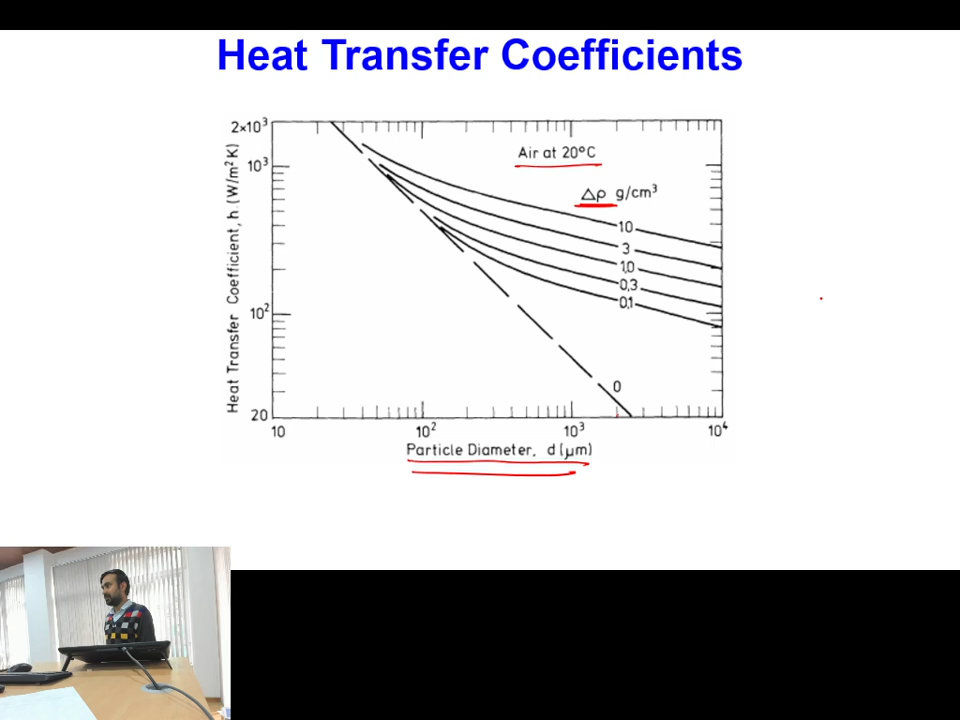 Heat Transfer Coefficients
2×10³
Air at 20°C
10³
Δρ g/cm³
10
3
1,0
0,3
0,1
10²
0
20
10
10²
10³
10⁴
Heat Transfer Coefficient, h (W/m² K)
Particle Diameter, d (μm)